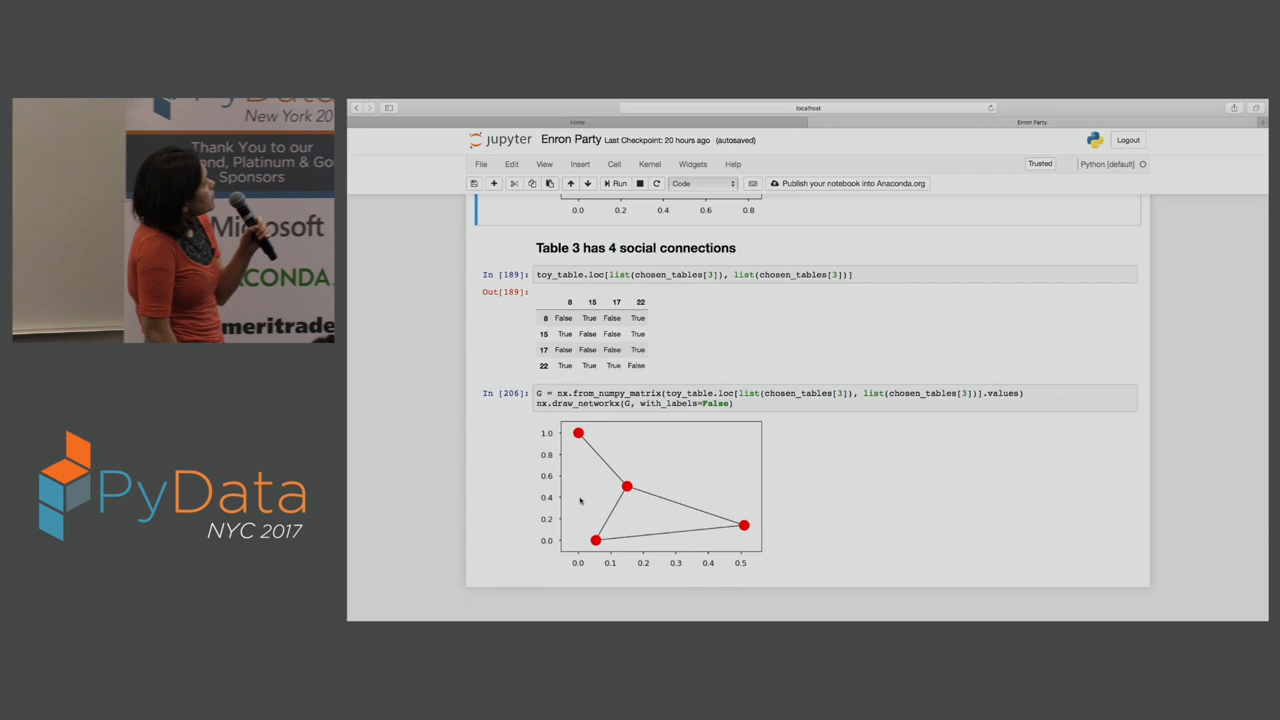 PyData
New York 20
Thank You to our
ond, Platinum & Go
Sponsors
Microsoft
ACONDA.
meritrade
PyData
NYC 2017
localhost
Home
Enron Party
jupyter Enron Party Last Checkpoint: 20 hours ago (autosaved)
Logout
File Edit View Insert Cell Kernel Widgets Help
Trusted
Python [default]
Run
Code
Publish your notebook into Anaconda.org
0.0 0.2 0.4 0.6 0.8
Table 3 has 4 social connections
In [189]: toy_table.loc[list(chosen_tables[3]), list(chosen_tables[3])]
Out[189]:
8 15 17 22
8 False True False True
15 True False False True
17 False False False True
22 True True True False
In [206]: G = nx.from_numpy_matrix(toy_table.loc[list(chosen_tables[3]), list(chosen_tables[3])].values)
nx.draw_networkx(G, with_labels=False)
1.0
0.8
0.6
0.4
0.2
0.0
0.0 0.1 0.2 0.3 0.4 0.5